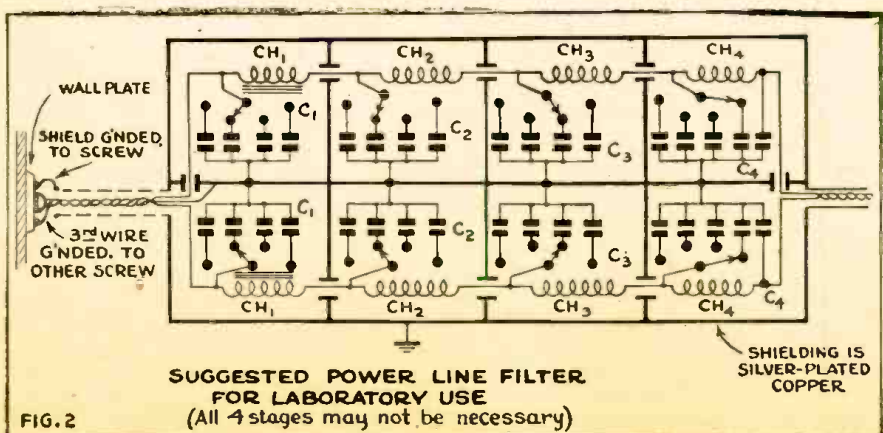 CH1
CH2
CH3
CH4
WALL PLATE
SHIELD G'NDED.
TO SCREW
C1
C2
C3
C4
C1
C2
C3
C4
3RD WIRE
G'NDED. TO
OTHER SCREW
CH1
CH2
CH3
CH4
SHIELDING IS
SILVER-PLATED
COPPER
SUGGESTED POWER LINE FILTER
FOR LABORATORY USE
(All 4 stages may not be necessary)
FIG. 2